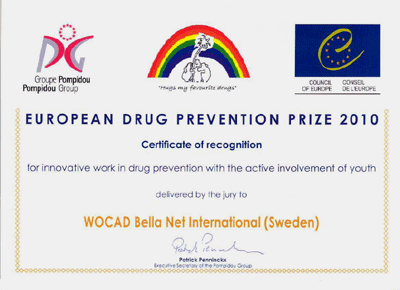 PG
Groupe Pompidou
Pompidou Group
"Hugs my favourite drugs"
COUNCIL CONSEIL
OF EUROPE DE L'EUROPE
EUROPEAN DRUG PREVENTION PRIZE 2010
Certificate of recognition
for innovative work in drug prevention with the active involvement of youth
delivered by the jury to
WOCAD Bella Net International (Sweden)
Patrick Penninckx
Executive Secretary of the Pompidou Group